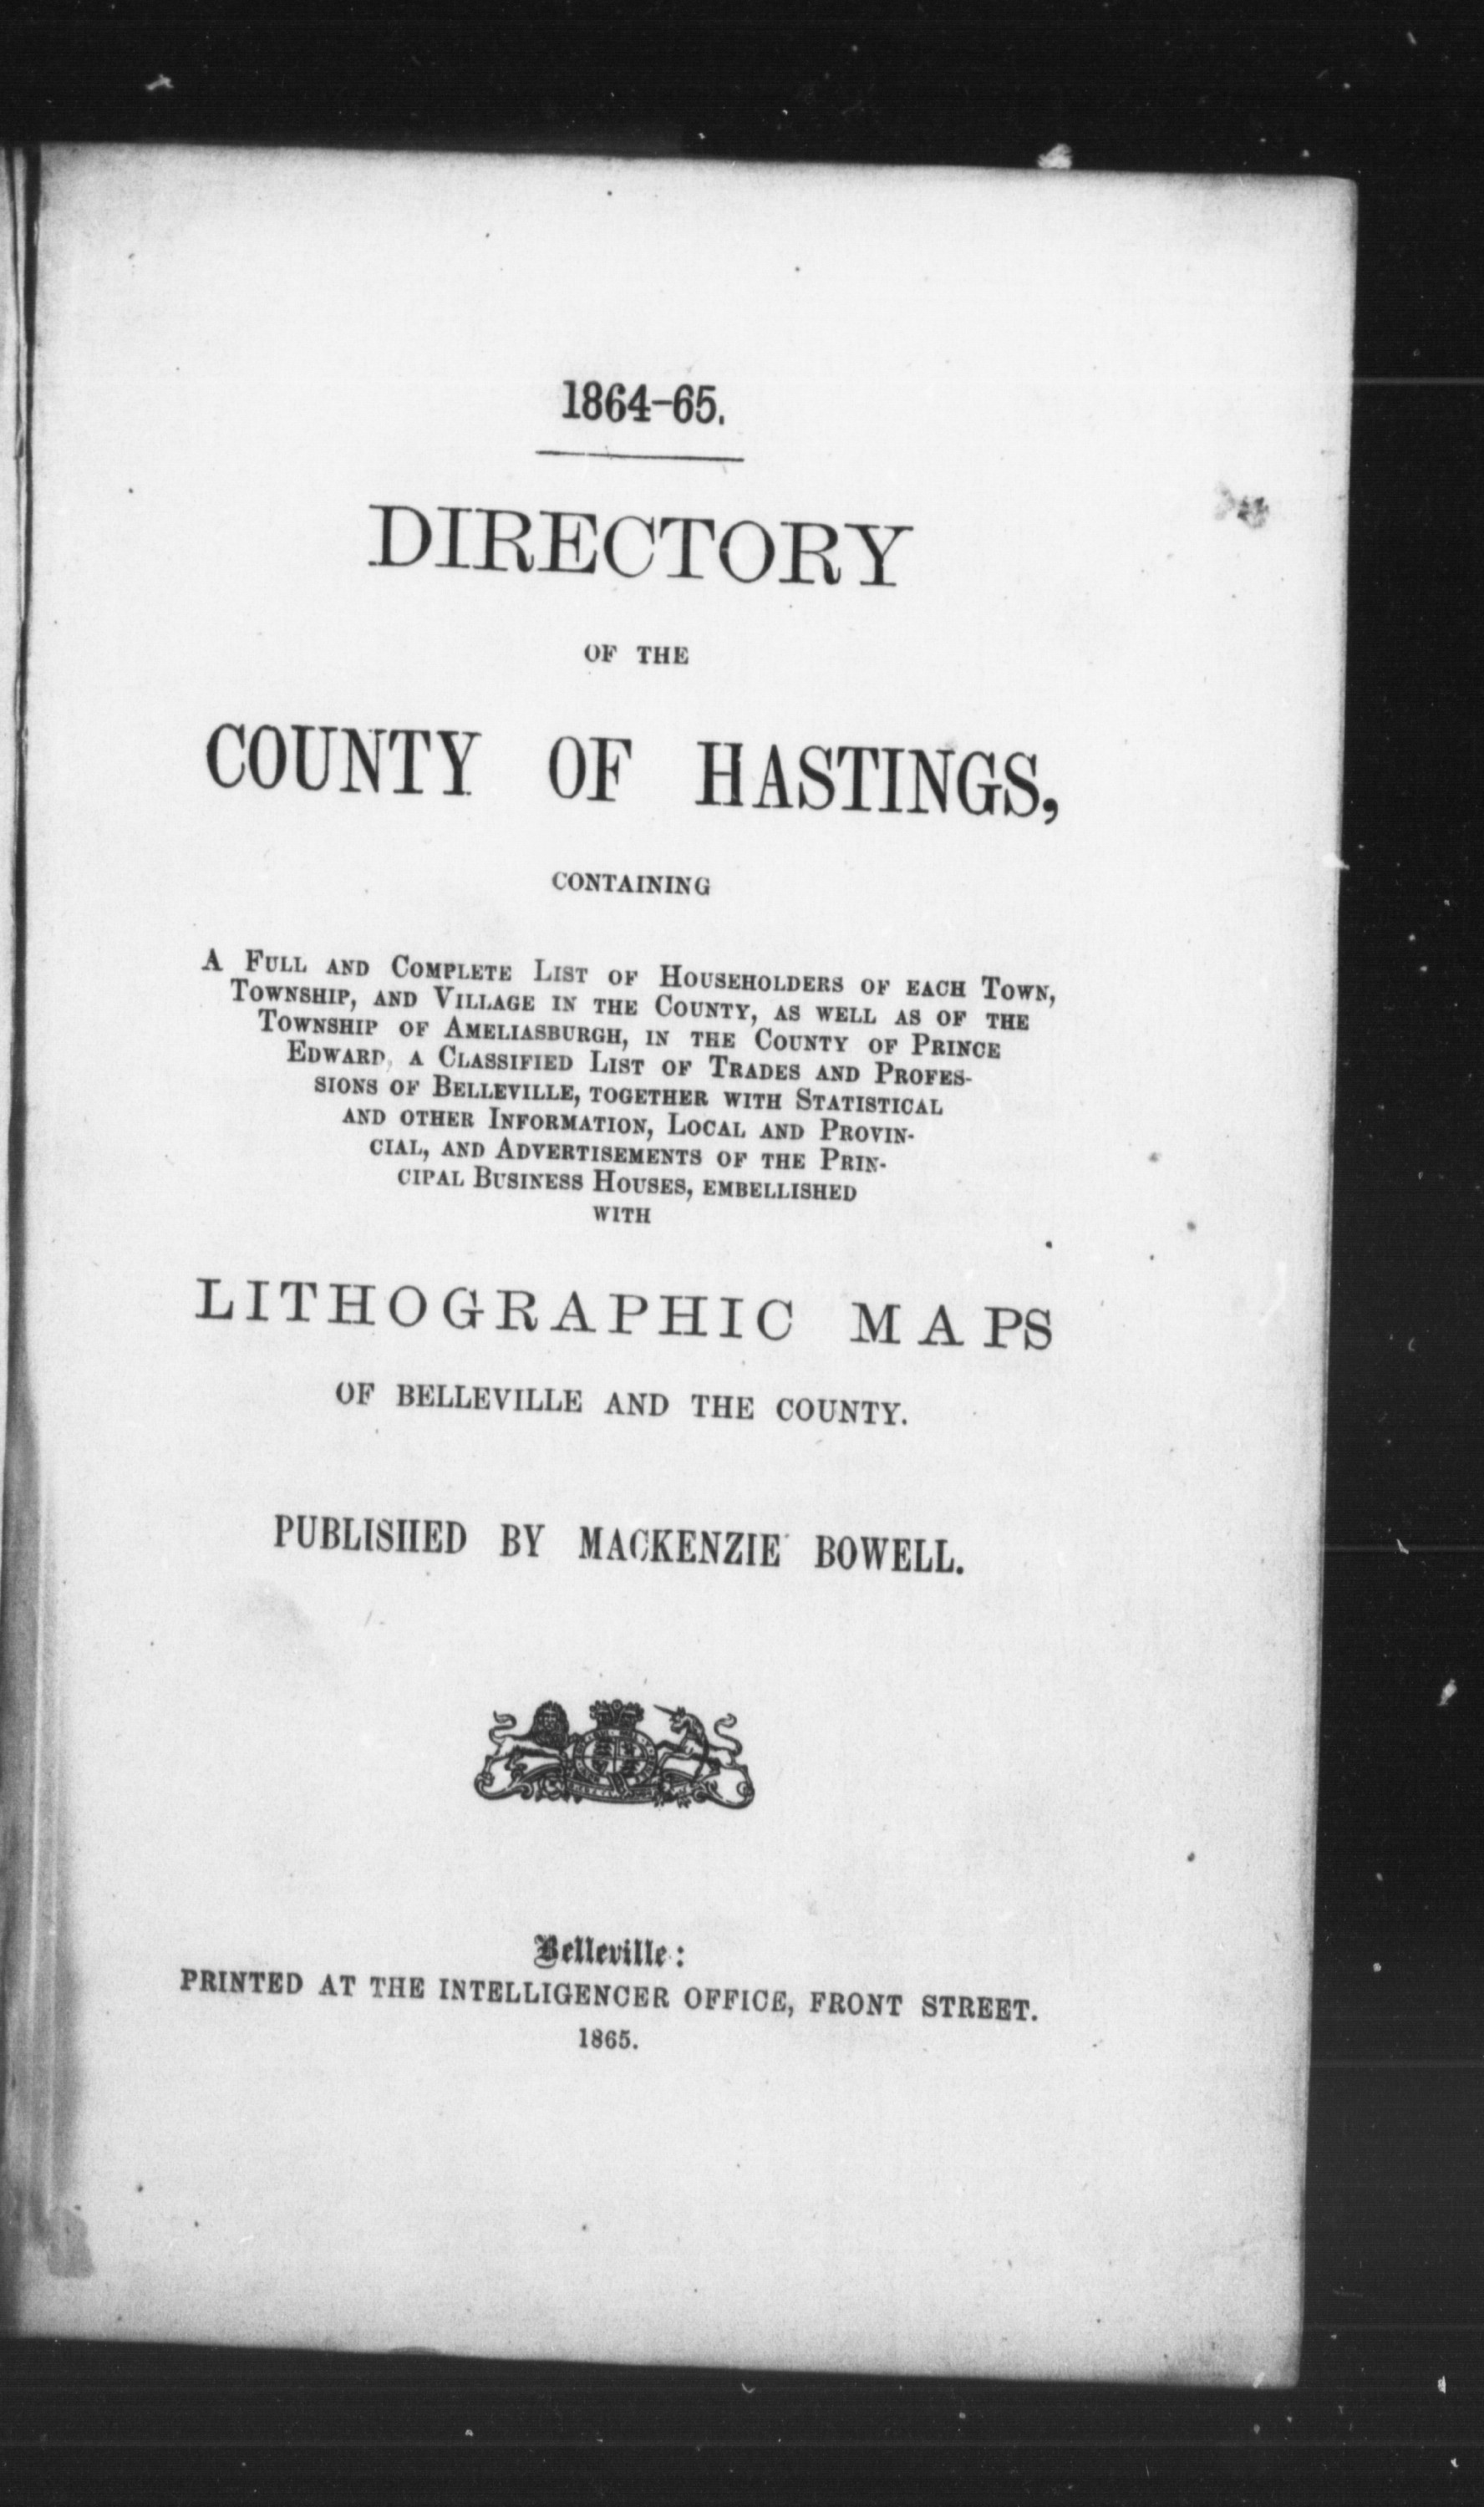 1864-65.
DIRECTORY
OF THE
COUNTY OF HASTINGS,
CONTAINING
A FULL AND COMPLETE LIST OF HOUSEHOLDERS OF EACH TOWN,
TOWNSHIP, AND VILLAGE IN THE COUNTY, AS WELL AS OF THE
TOWNSHIP OF AMELIASBURGH, IN THE COUNTY OF PRINCE
EDWARD, A CLASSIFIED LIST OF TRADES AND PROFES-
SIONS OF BELLEVILLE, TOGETHER WITH STATISTICAL
AND OTHER INFORMATION, LOCAL AND PROVIN-
CIAL, AND ADVERTISEMENTS OF THE PRIN-
CIPAL BUSINESS HOUSES, EMBELLISHED
WITH
LITHOGRAPHIC MAPS
OF BELLEVILLE AND THE COUNTY.
PUBLISHED BY MACKENZIE BOWELL.
Belleville:
PRINTED AT THE INTELLIGENCER OFFICE, FRONT STREET.
1865.